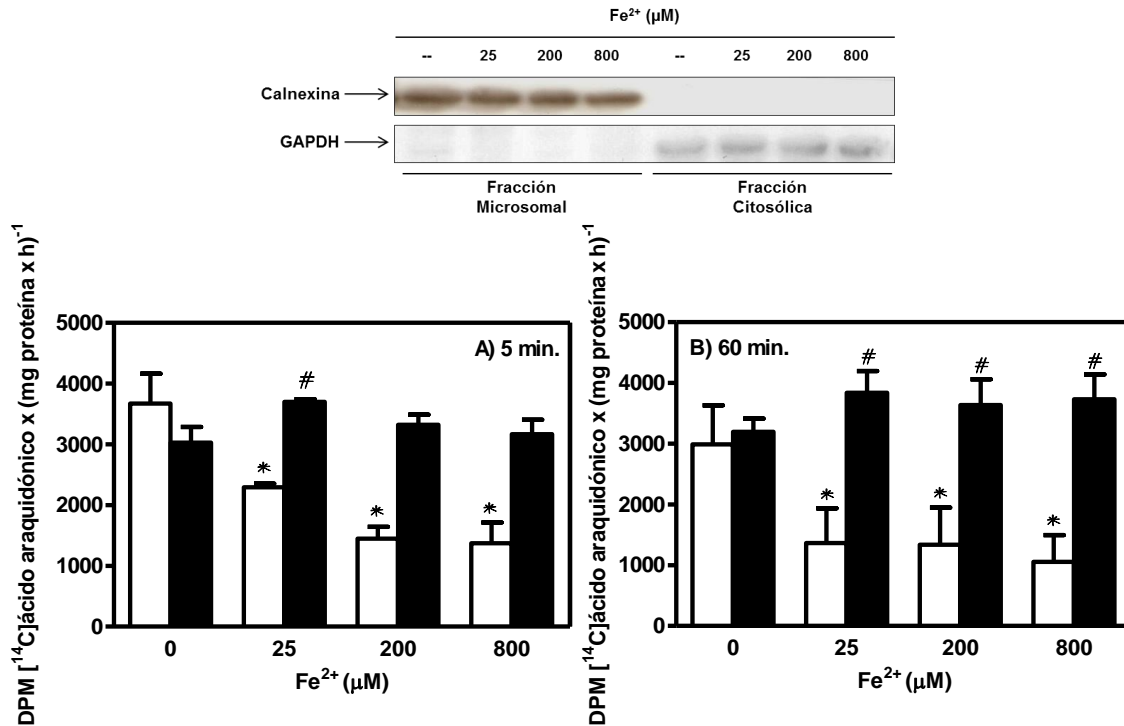 Fe²⁺ (µM)
-- 25 200 800 -- 25 200 800
Calnexina
GAPDH
Fracción Fracción
Microsomal Citosólica
DPM [¹⁴C]ácido araquidónico x (mg proteína x h)⁻¹
5000
4000
3000
2000
1000
0
A) 5 min.
#
*
*
*
0 25 200 800
Fe²⁺ (µM)
DPM [¹⁴C]ácido araquidónico x (mg proteína x h)⁻¹
5000
4000
3000
2000
1000
0
B) 60 min.
# # #
* * *
0 25 200 800
Fe²⁺ (µM)